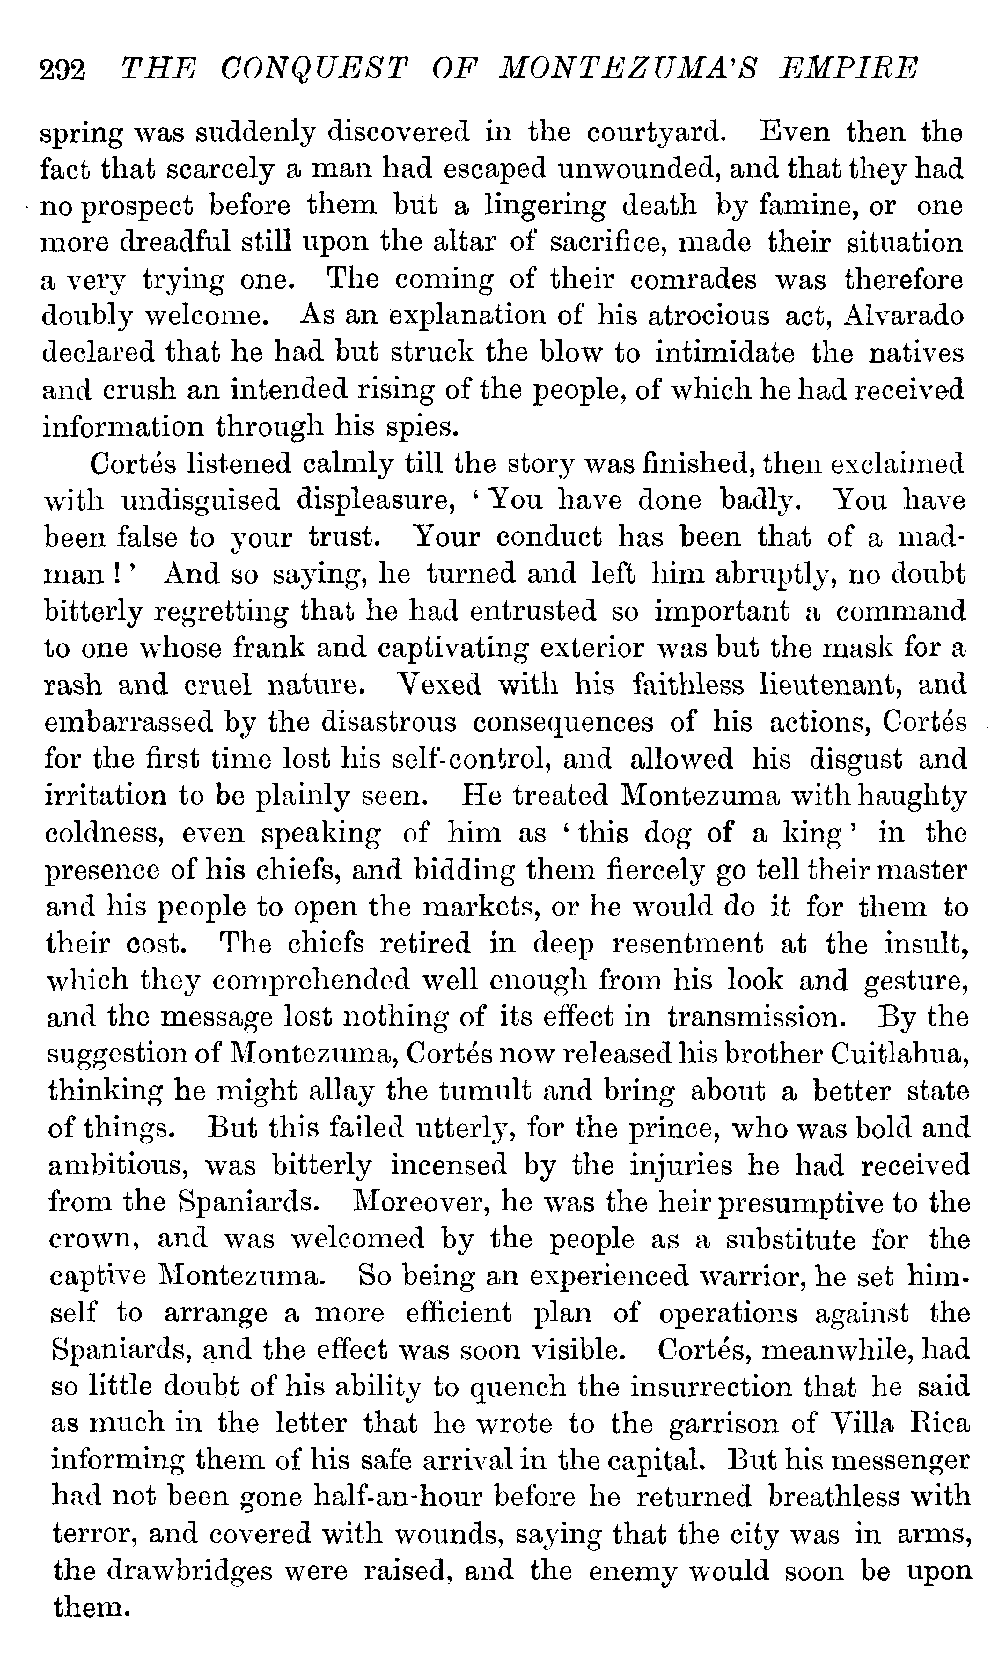 292 THE CONQUEST OF MONTEZUMA'S EMPIRE
spring was suddenly discovered in the courtyard. Even then the
fact that scarcely a man had escaped unwounded, and that they had
no prospect before them but a lingering death by famine, or one
more dreadful still upon the altar of sacrifice, made their situation
a very trying one. The coming of their comrades was therefore
doubly welcome. As an explanation of his atrocious act, Alvarado
declared that he had but struck the blow to intimidate the natives
and crush an intended rising of the people, of which he had received
information through his spies.
Cortés listened calmly till the story was finished, then exclaimed
with undisguised displeasure, ‘You have done badly. You have
been false to your trust. Your conduct has been that of a mad-
man!’ And so saying, he turned and left him abruptly, no doubt
bitterly regretting that he had entrusted so important a command
to one whose frank and captivating exterior was but the mask for a
rash and cruel nature. Vexed with his faithless lieutenant, and
embarrassed by the disastrous consequences of his actions, Cortés
for the first time lost his self-control, and allowed his disgust and
irritation to be plainly seen. He treated Montezuma with haughty
coldness, even speaking of him as ‘this dog of a king’ in the
presence of his chiefs, and bidding them fiercely go tell their master
and his people to open the markets, or he would do it for them to
their cost. The chiefs retired in deep resentment at the insult,
which they comprehended well enough from his look and gesture,
and the message lost nothing of its effect in transmission. By the
suggestion of Montezuma, Cortés now released his brother Cuitlahua,
thinking he might allay the tumult and bring about a better state
of things. But this failed utterly, for the prince, who was bold and
ambitious, was bitterly incensed by the injuries he had received
from the Spaniards. Moreover, he was the heir presumptive to the
crown, and was welcomed by the people as a substitute for the
captive Montezuma. So being an experienced warrior, he set him-
self to arrange a more efficient plan of operations against the
Spaniards, and the effect was soon visible. Cortés, meanwhile, had
so little doubt of his ability to quench the insurrection that he said
as much in the letter that he wrote to the garrison of Villa Rica
informing them of his safe arrival in the capital. But his messenger
had not been gone half-an-hour before he returned breathless with
terror, and covered with wounds, saying that the city was in arms,
the drawbridges were raised, and the enemy would soon be upon
them.